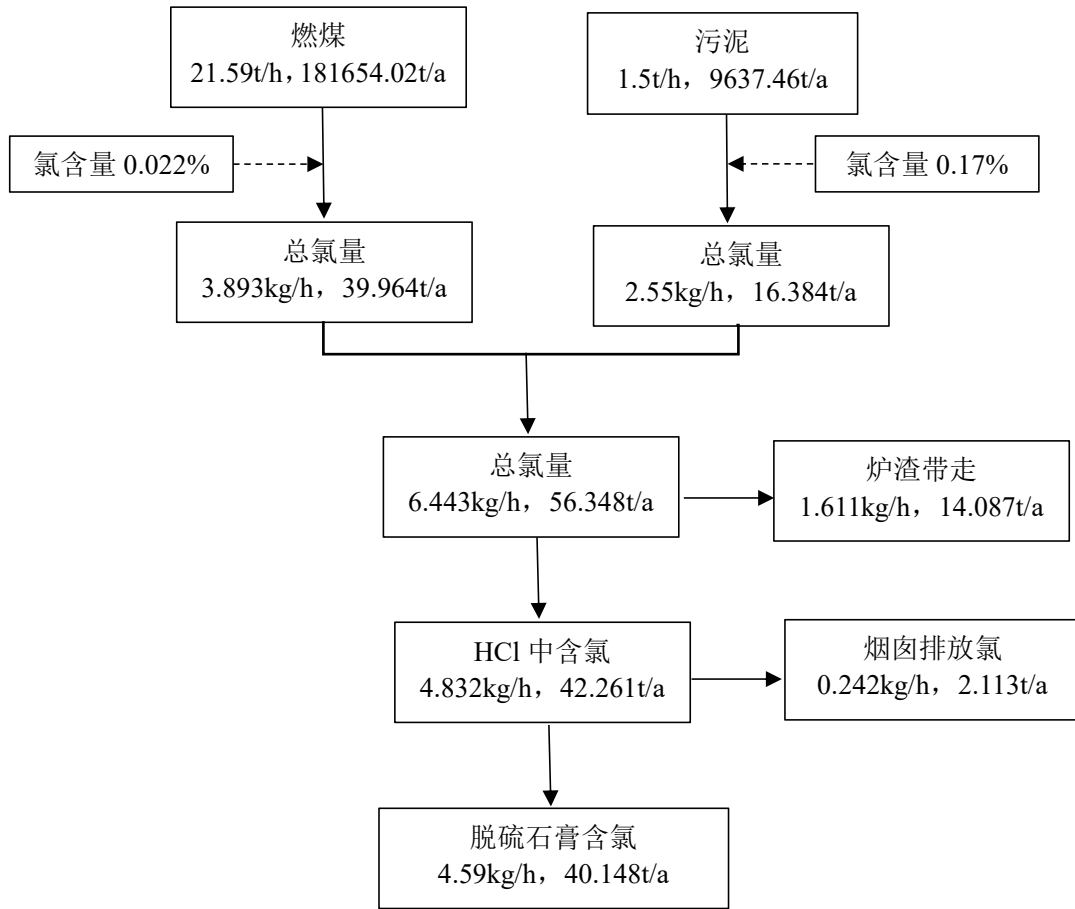 燃煤
21.59t/h，181654.02t/a
污泥
1.5t/h，9637.46t/a
氯含量 0.022%
氯含量 0.17%
总氯量
3.893kg/h，39.964t/a
总氯量
2.55kg/h，16.384t/a
总氯量
6.443kg/h，56.348t/a
炉渣带走
1.611kg/h，14.087t/a
HCl 中含氯
4.832kg/h，42.261t/a
烟囱排放氯
0.242kg/h，2.113t/a
脱硫石膏含氯
4.59kg/h，40.148t/a